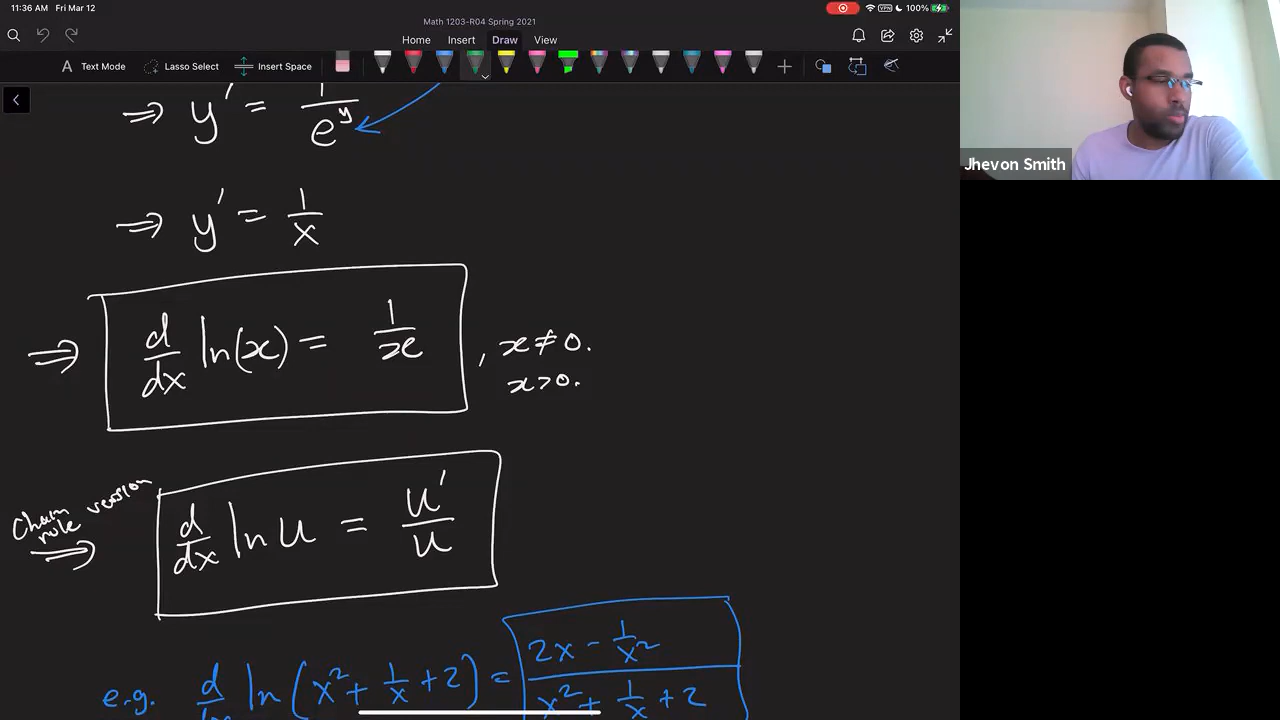 11:36 AM Fri Mar 12
VPN 100%
Math 1203-R04 Spring 2021
Home Insert Draw View
Text Mode Lasso Select Insert Space
⇒ y' = 1/e^y
⇒ y' = 1/x
⇒ d/dx ln(x) = 1/x , x ≠ 0.
x > 0.
Chain rule version ⇒ d/dx ln u = u'/u
e.g. d/dx ln(x² + 1/x + 2) = (2x - 1/x²)/(x² + 1/x + 2)
Jhevon Smith